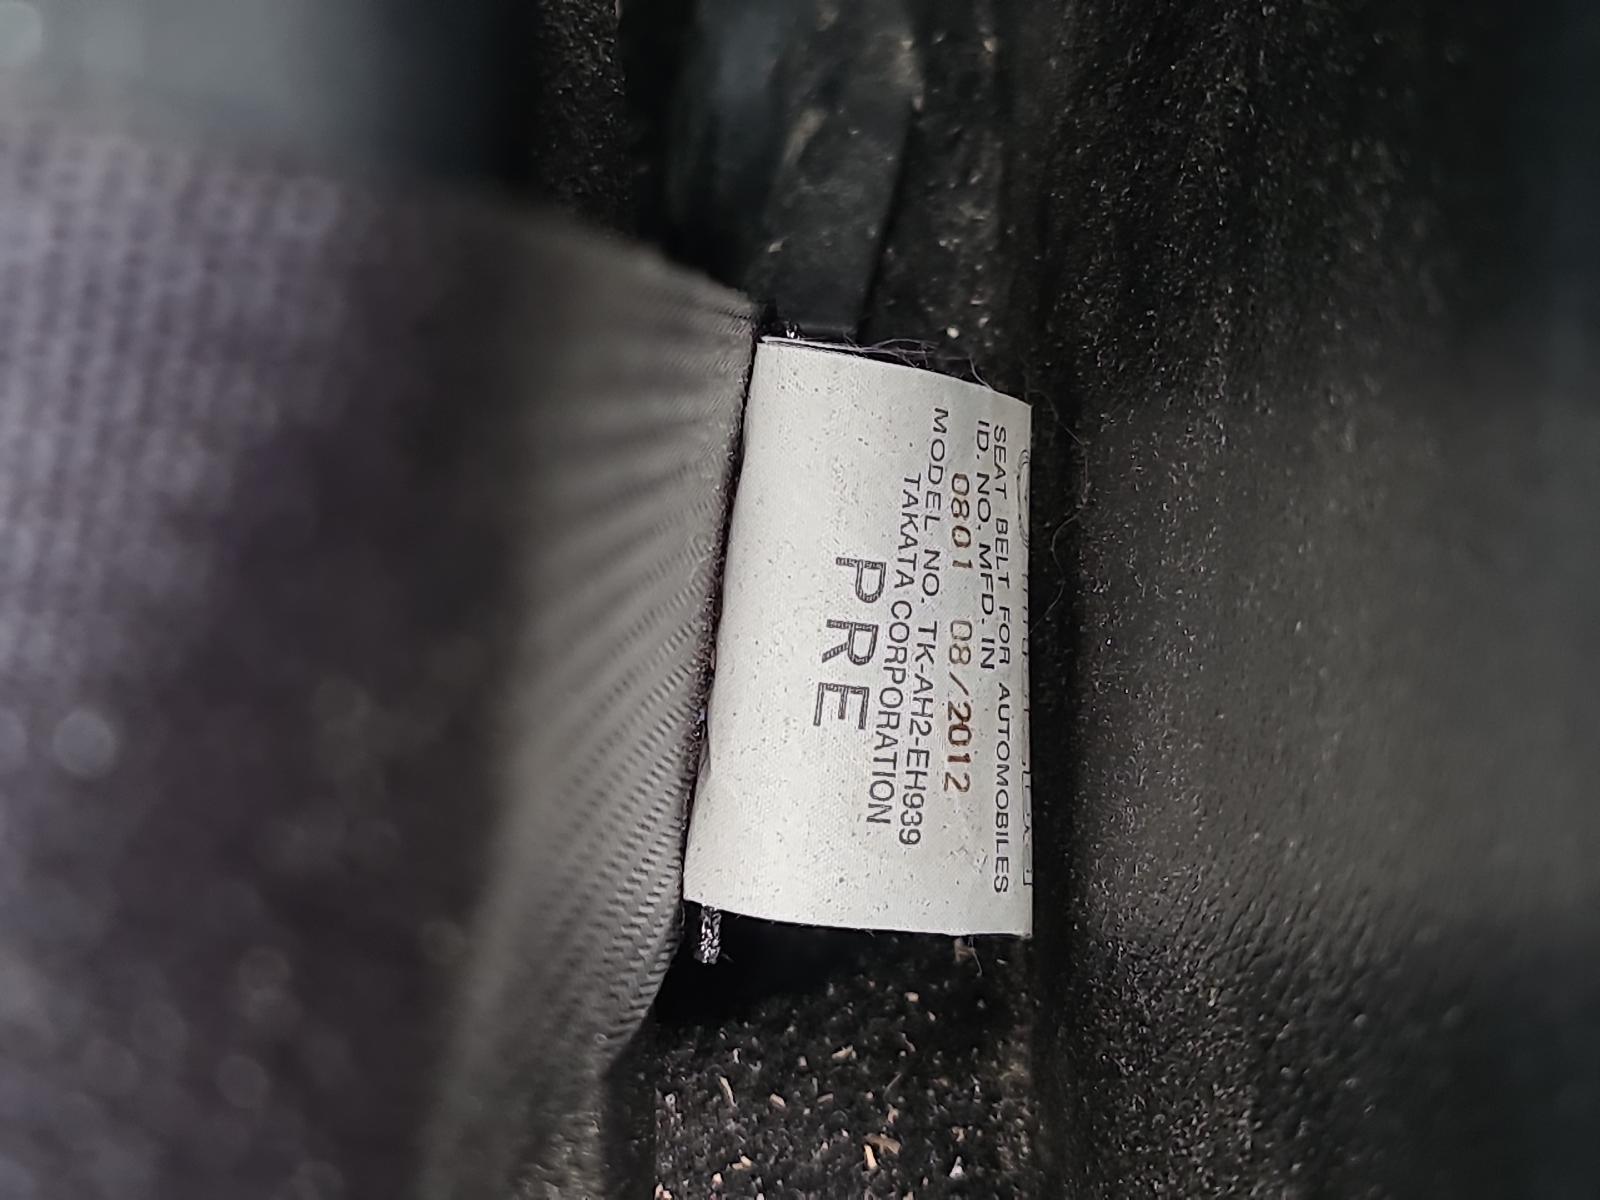 SEAT BELT FOR AUTOMOBILES
ID. NO. MFD. IN
0801 08/2012
MODEL NO. TK-AH2-EH939
TAKATA CORPORATION
PRE